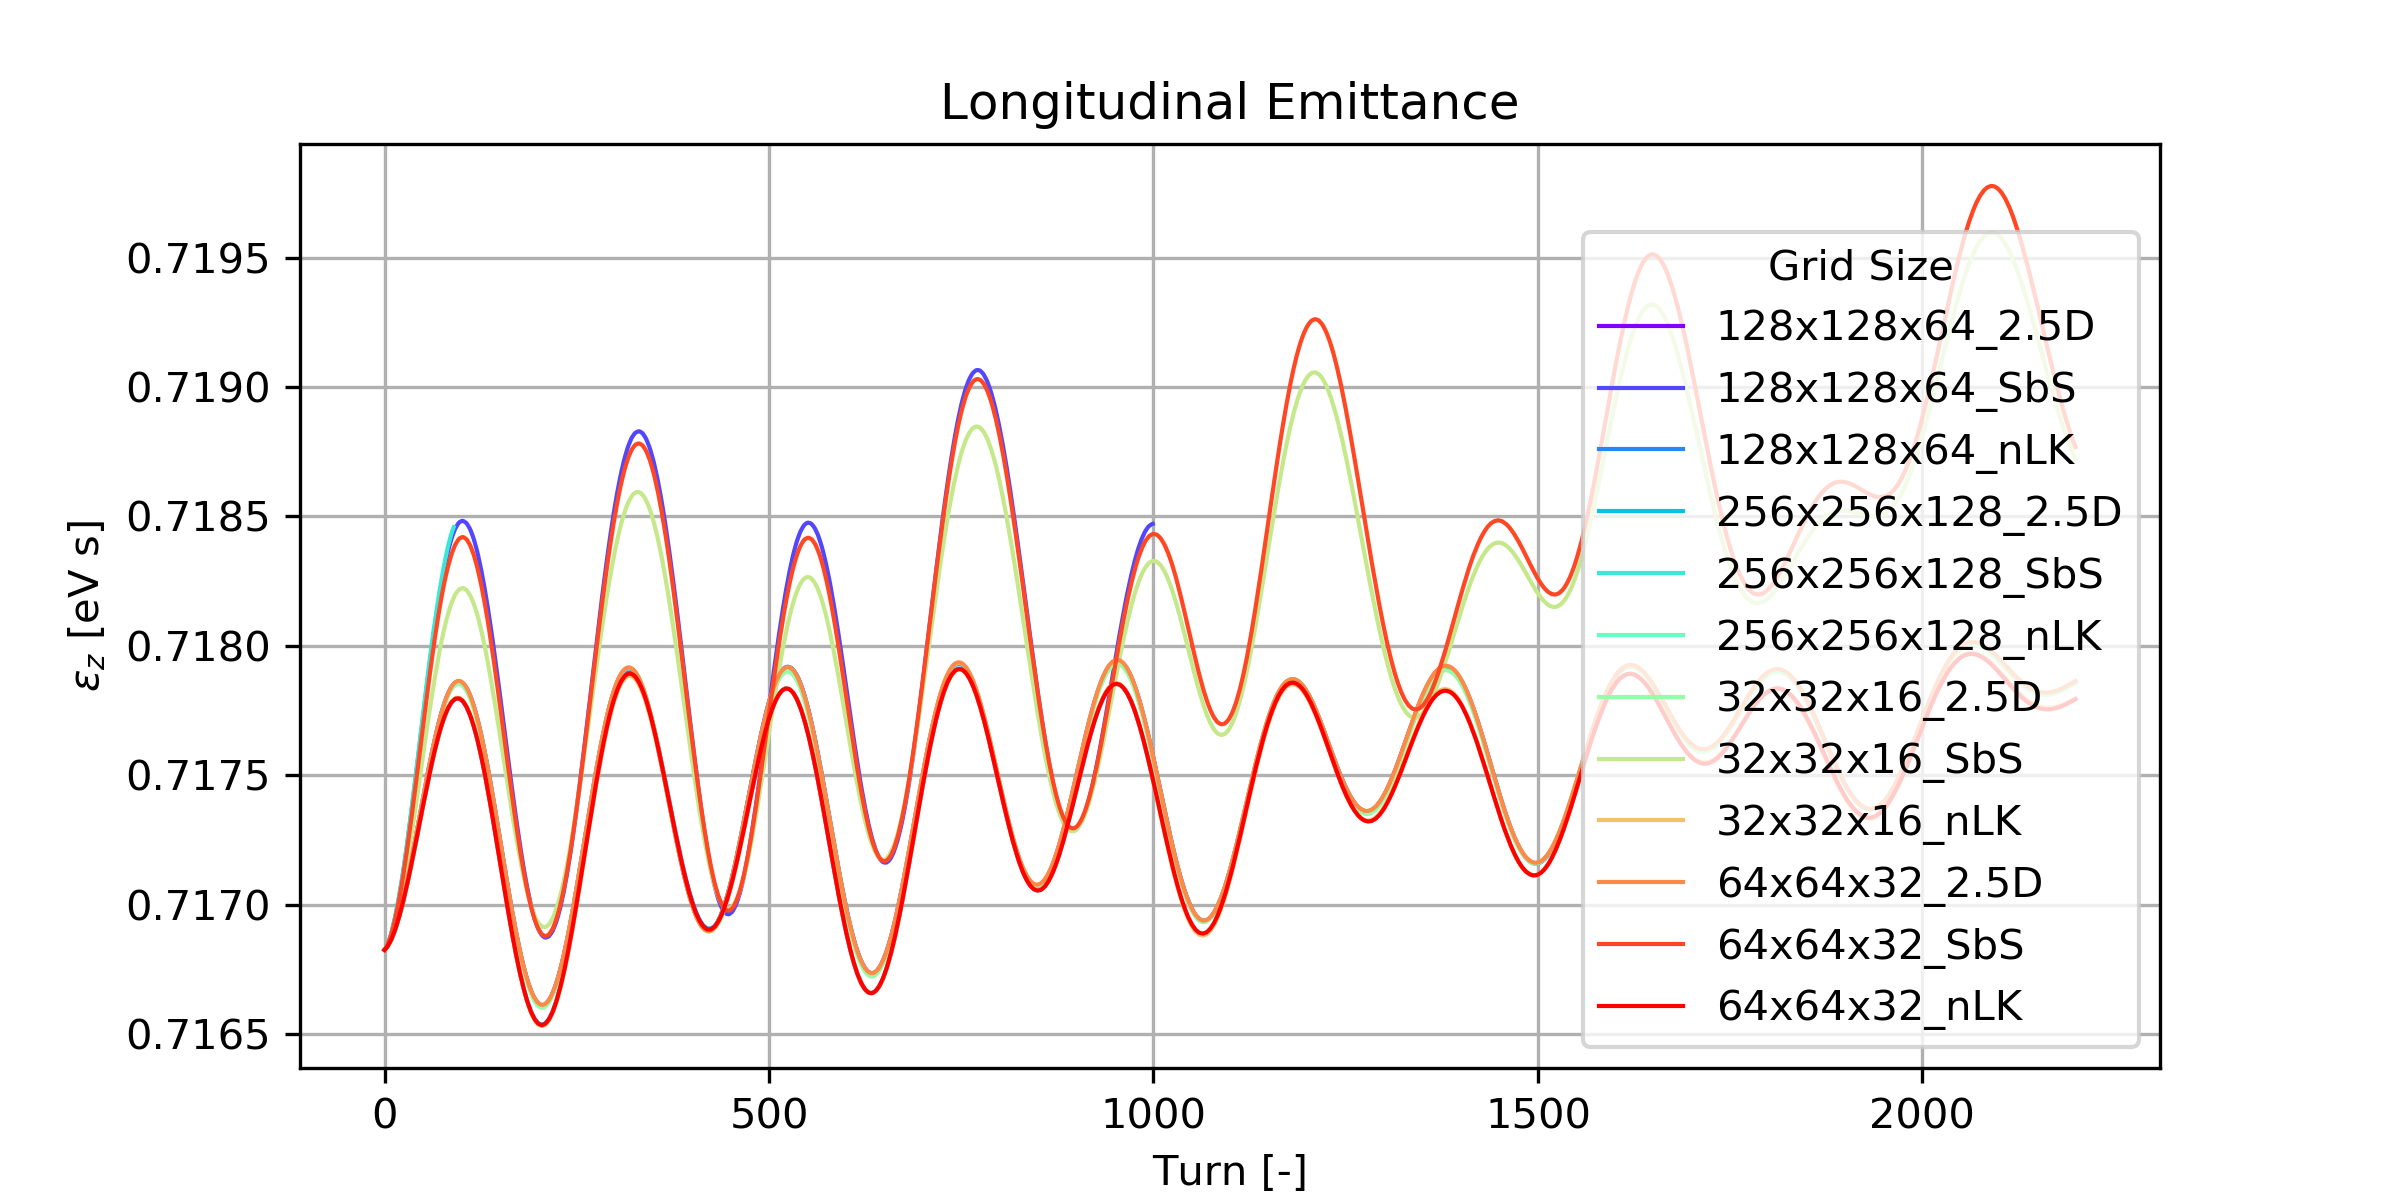 Longitudinal Emittance
0.7195
0.7190
0.7185
0.7180
0.7175
0.7170
0.7165
εz [eV s]
Grid Size
128x128x64_2.5D
128x128x64_SbS
128x128x64_nLK
256x256x128_2.5D
256x256x128_SbS
256x256x128_nLK
32x32x16_2.5D
32x32x16_SbS
32x32x16_nLK
64x64x32_2.5D
64x64x32_SbS
64x64x32_nLK
0 500 1000 1500 2000
Turn [-]